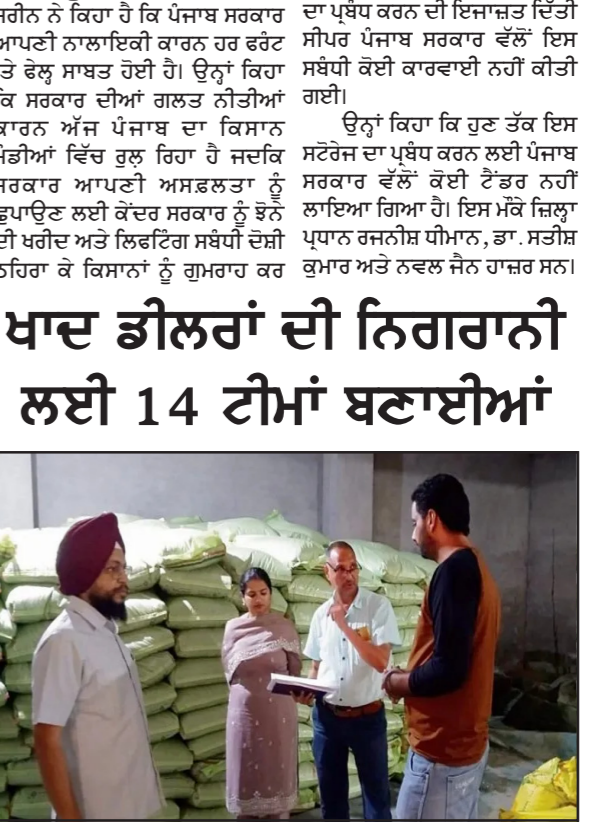 ਸਰੀਨ ਨੇ ਕਿਹਾ ਹੈ ਕਿ ਪੰਜਾਬ ਸਰਕਾਰ
ਆਪਣੀ ਨਾਲਾਇਕੀ ਕਾਰਨ ਹਰ ਫਰੰਟ
ਤੇ ਫੇਲ੍ਹ ਸਾਬਤ ਹੋਈ ਹੈ। ਉਨ੍ਹਾਂ ਕਿਹਾ
ਕਿ ਸਰਕਾਰ ਦੀਆਂ ਗਲਤ ਨੀਤੀਆਂ
ਕਾਰਨ ਅੱਜ ਪੰਜਾਬ ਦਾ ਕਿਸਾਨ
ਮੰਡੀਆਂ ਵਿੱਚ ਰੁਲ਼ ਰਿਹਾ ਹੈ ਜਦਕਿ
ਸਰਕਾਰ ਆਪਣੀ ਅਸਫ਼ਲਤਾ ਨੂੰ
ਛੁਪਾਉਣ ਲਈ ਕੇਂਦਰ ਸਰਕਾਰ ਨੂੰ ਝੋਨੇ
ਦੀ ਖਰੀਦ ਅਤੇ ਲਿਫਟਿੰਗ ਸਬੰਧੀ ਦੋਸ਼ੀ
ਠਹਿਰਾ ਕੇ ਕਿਸਾਨਾਂ ਨੂੰ ਗੁਮਰਾਹ ਕਰ
ਦਾ ਪ੍ਰਬੰਧ ਕਰਨ ਦੀ ਇਜਾਜ਼ਤ ਦਿੱਤੀ
ਸੀਪਰ ਪੰਜਾਬ ਸਰਕਾਰ ਵੱਲੋਂ ਇਸ
ਸਬੰਧੀ ਕੋਈ ਕਾਰਵਾਈ ਨਹੀਂ ਕੀਤੀ
ਗਈ।
ਉਨ੍ਹਾਂ ਕਿਹਾ ਕਿ ਹੁਣ ਤੱਕ ਇਸ
ਸਟੋਰੇਜ ਦਾ ਪ੍ਰਬੰਧ ਕਰਨ ਲਈ ਪੰਜਾਬ
ਸਰਕਾਰ ਵੱਲੋਂ ਕੋਈ ਟੈਂਡਰ ਨਹੀਂ
ਲਾਇਆ ਗਿਆ ਹੈ। ਇਸ ਮੌਕੇ ਜ਼ਿਲ੍ਹਾ
ਪ੍ਰਧਾਨ ਰਜਨੀਸ਼ ਧੀਮਾਨ, ਡਾ. ਸਤੀਸ਼
ਕੁਮਾਰ ਅਤੇ ਨਵਲ ਜੈਨ ਹਾਜ਼ਰ ਸਨ।
ਖਾਦ ਡੀਲਰਾਂ ਦੀ ਨਿਗਰਾਨੀ
ਲਈ 14 ਟੀਮਾਂ ਬਣਾਈਆਂ